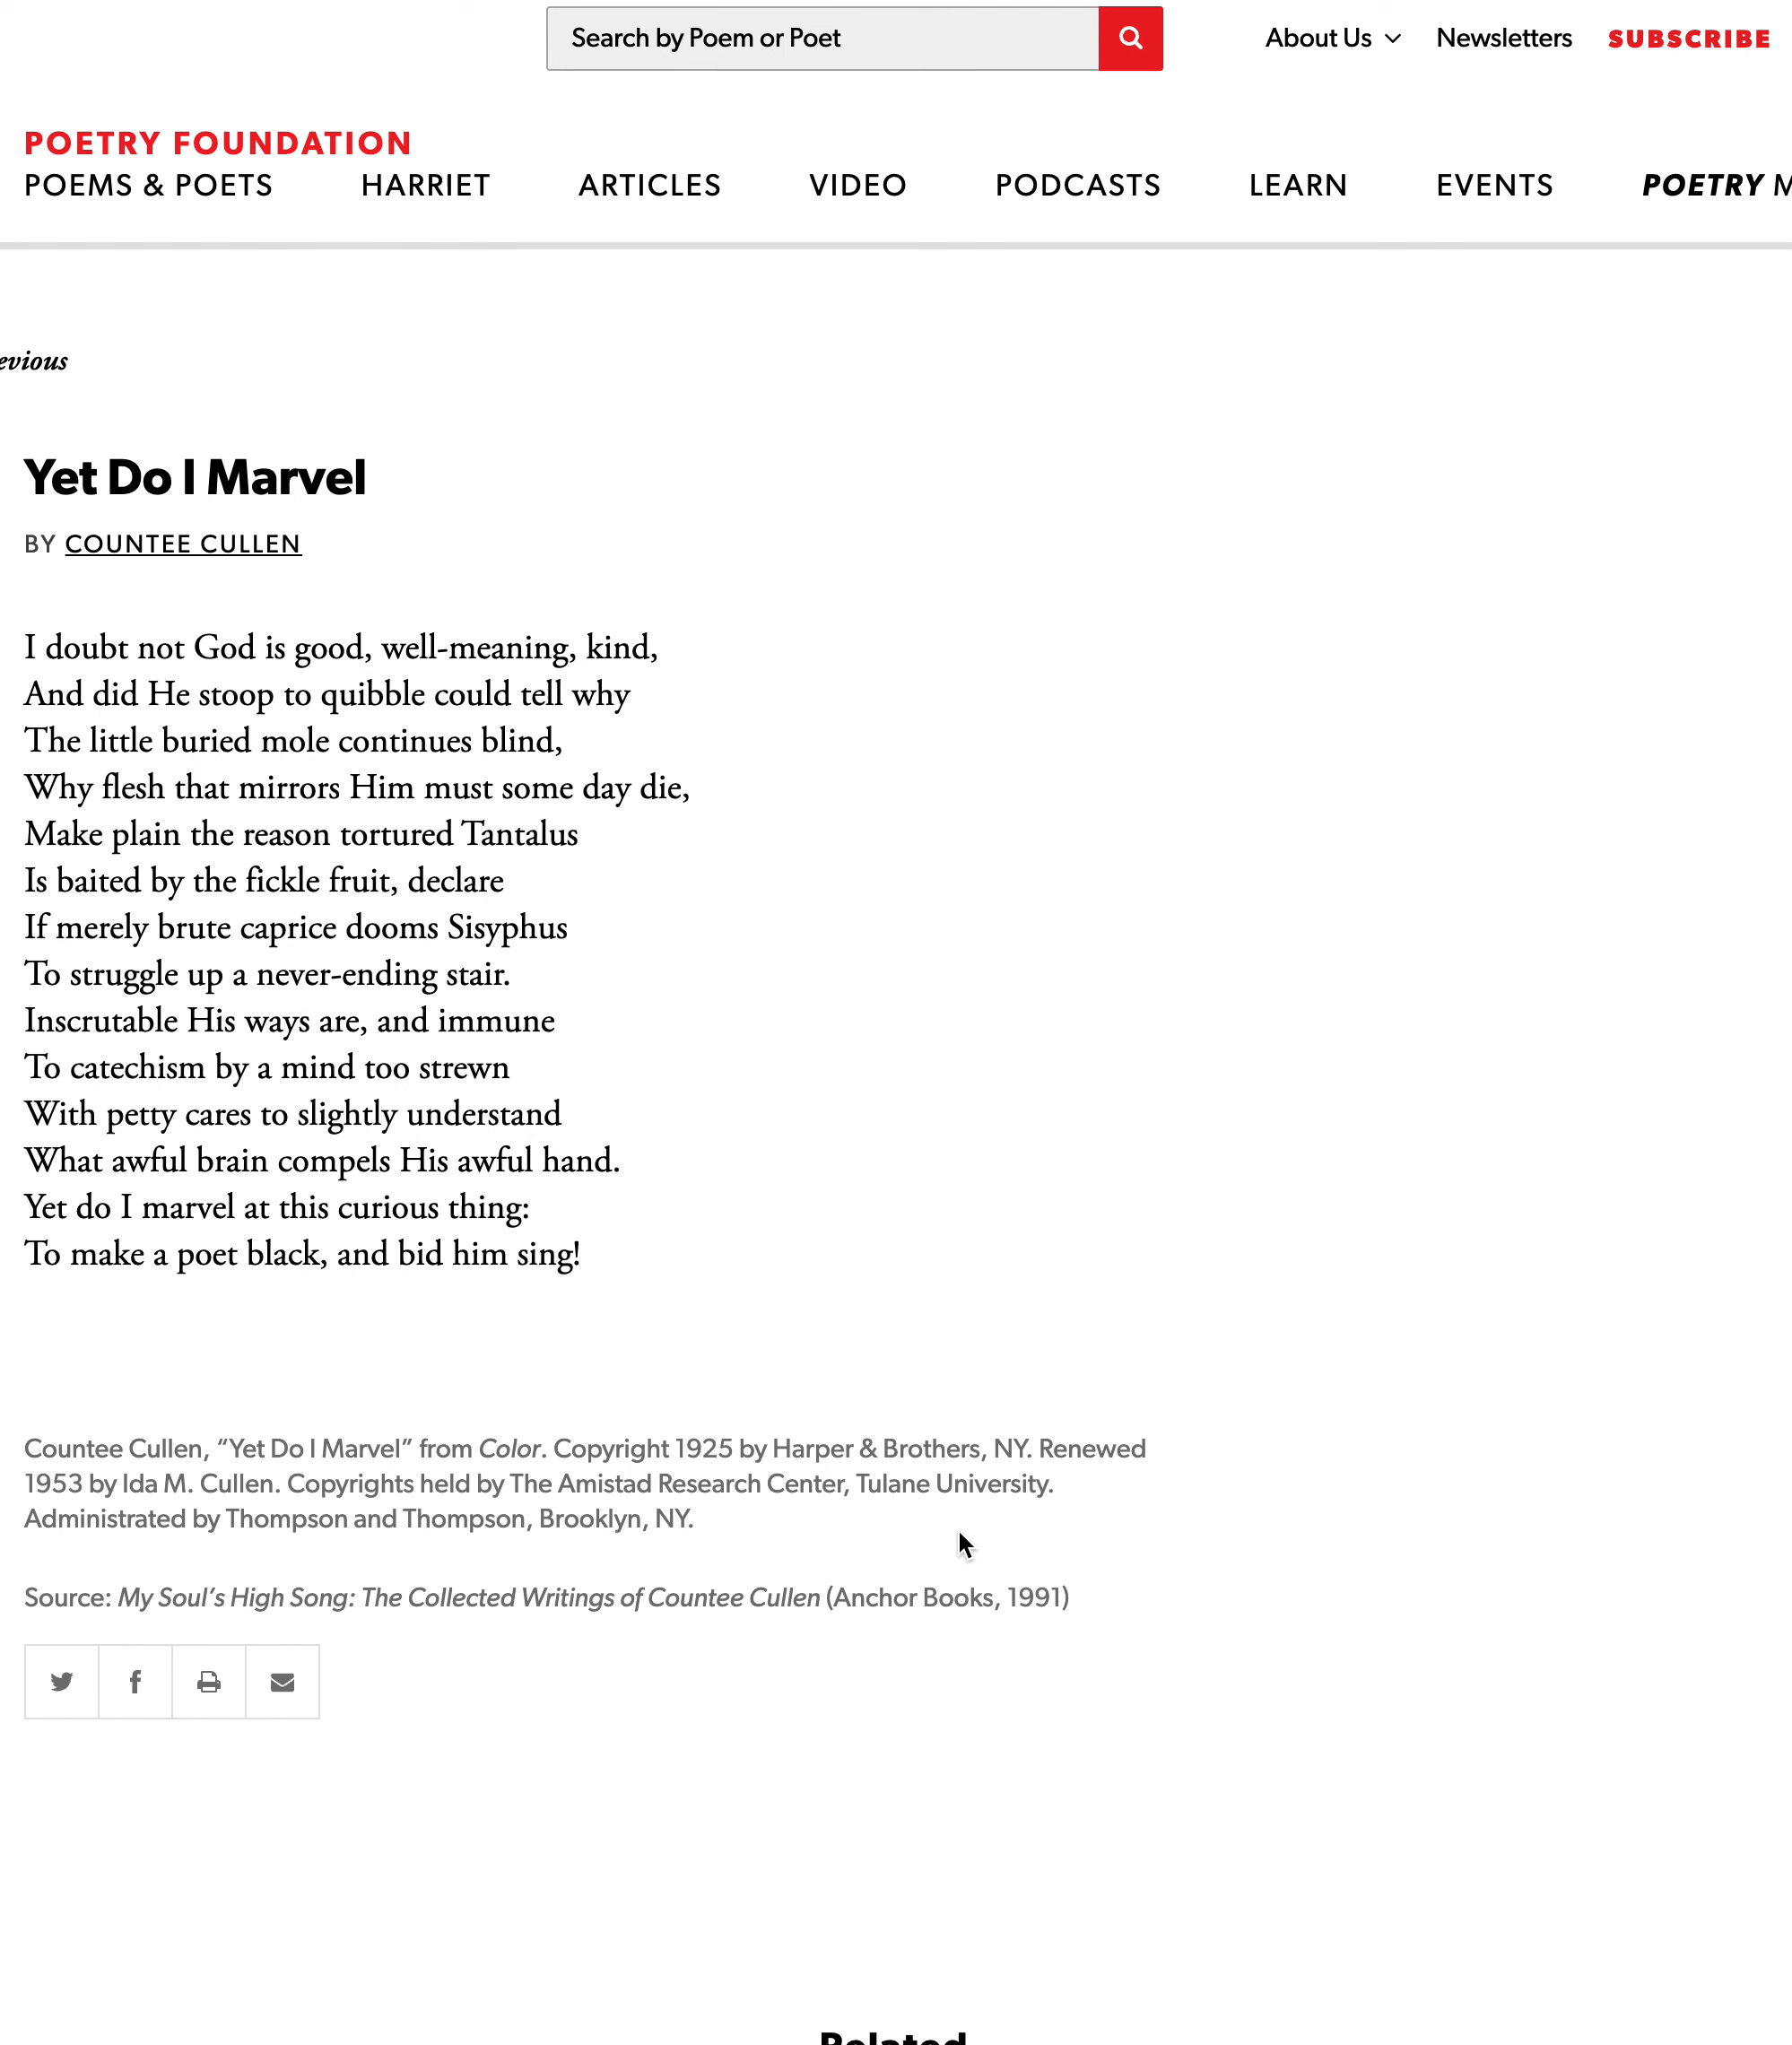 Search by Poem or Poet
About Us Newsletters SUBSCRIBE
POETRY FOUNDATION
POEMS & POETS HARRIET ARTICLES VIDEO PODCASTS LEARN EVENTS POETRY M
evious
Yet Do I Marvel
BY COUNTEE CULLEN
I doubt not God is good, well-meaning, kind,
And did He stoop to quibble could tell why
The little buried mole continues blind,
Why flesh that mirrors Him must some day die,
Make plain the reason tortured Tantalus
Is baited by the fickle fruit, declare
If merely brute caprice dooms Sisyphus
To struggle up a never-ending stair.
Inscrutable His ways are, and immune
To catechism by a mind too strewn
With petty cares to slightly understand
What awful brain compels His awful hand.
Yet do I marvel at this curious thing:
To make a poet black, and bid him sing!
Countee Cullen, “Yet Do I Marvel” from Color. Copyright 1925 by Harper & Brothers, NY. Renewed
1953 by Ida M. Cullen. Copyrights held by The Amistad Research Center, Tulane University.
Administrated by Thompson and Thompson, Brooklyn, NY.
Source: My Soul’s High Song: The Collected Writings of Countee Cullen (Anchor Books, 1991)
Related